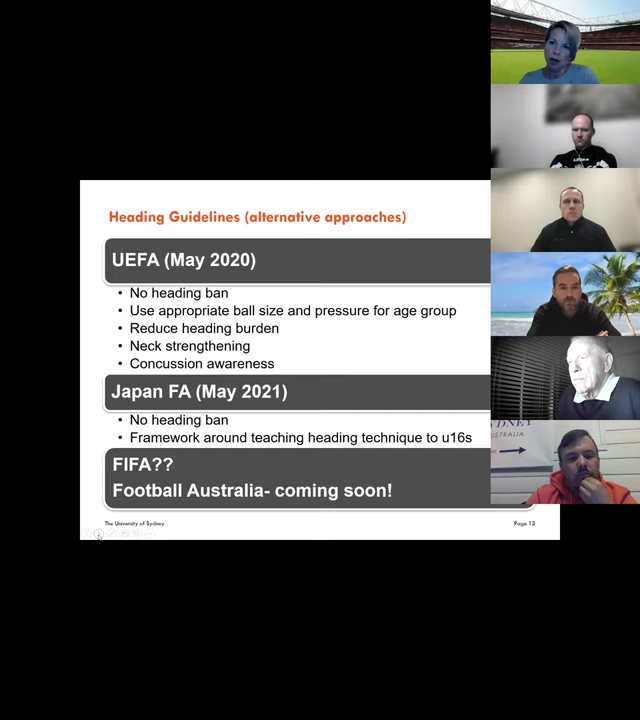 Heading Guidelines (alternative approaches)
UEFA (May 2020)
• No heading ban
• Use appropriate ball size and pressure for age group
• Reduce heading burden
• Neck strengthening
• Concussion awareness
Japan FA (May 2021)
• No heading ban
• Framework around teaching heading technique to u16s
FIFA??
Football Australia- coming soon!
The University of Sydney
Page 13
DNEY
AUSTRALIA